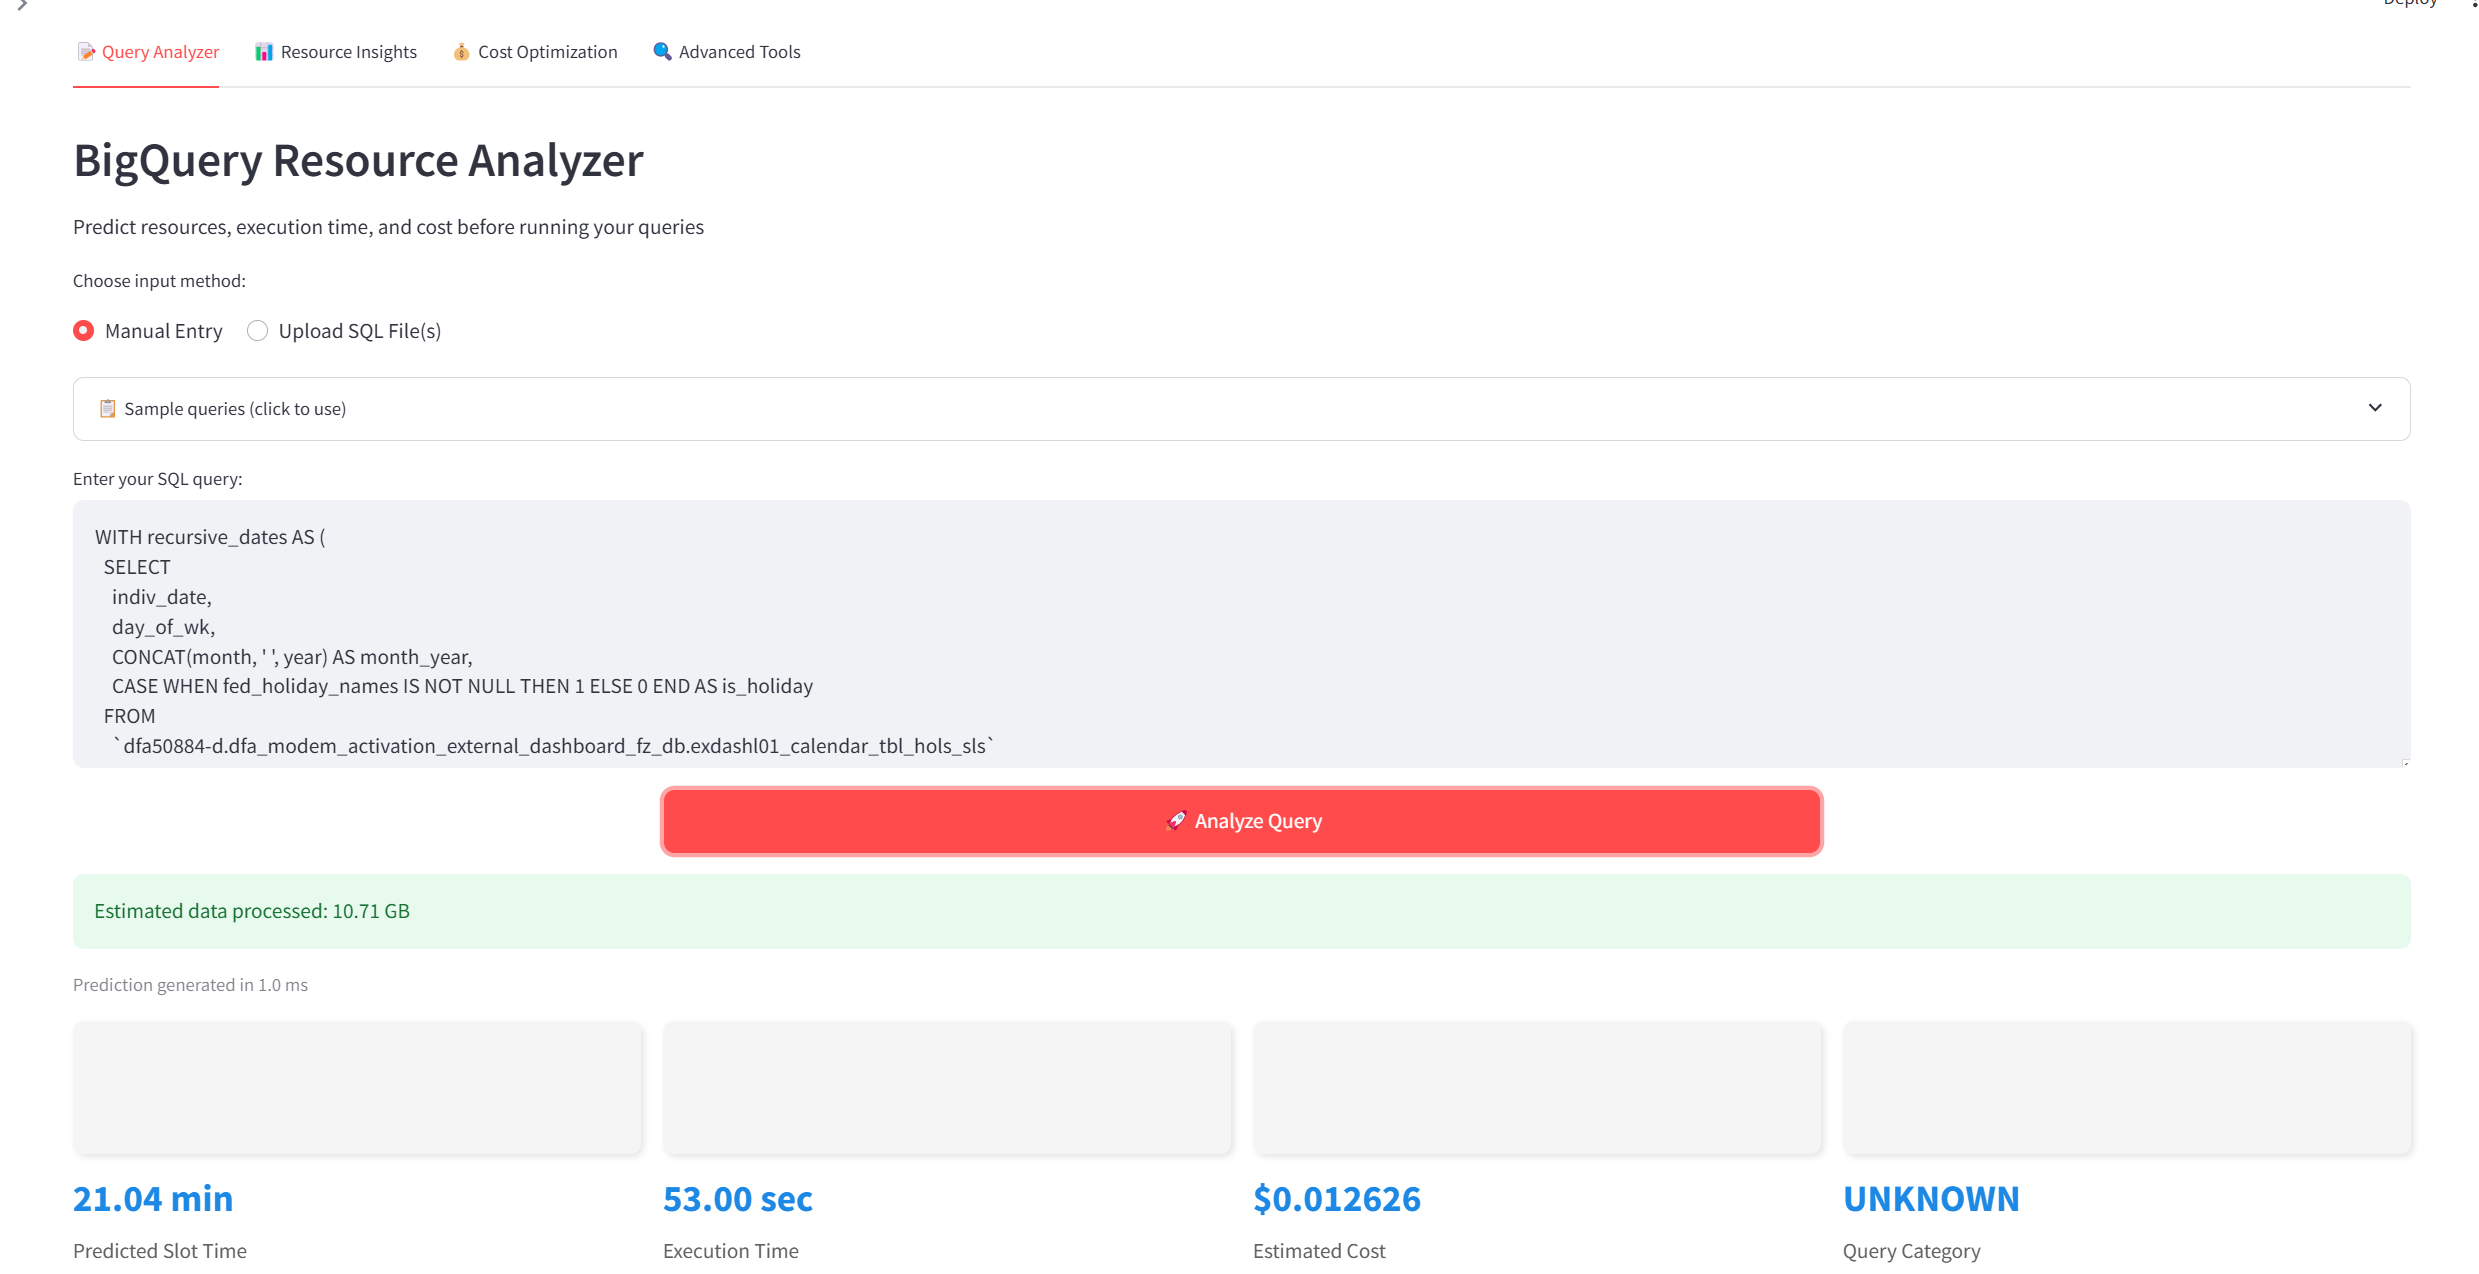 Deploy
Query Analyzer
Resource Insights
Cost Optimization
Advanced Tools
BigQuery Resource Analyzer
Predict resources, execution time, and cost before running your queries
Choose input method:
Manual Entry
Upload SQL File(s)
Sample queries (click to use)
Enter your SQL query:
WITH recursive_dates AS (
SELECT
indiv_date,
day_of_wk,
CONCAT(month, ' ', year) AS month_year,
CASE WHEN fed_holiday_names IS NOT NULL THEN 1 ELSE 0 END AS is_holiday
FROM
`dfa50884-d.dfa_modem_activation_external_dashboard_fz_db.exdashl01_calendar_tbl_hols_sls`
Analyze Query
Estimated data processed: 10.71 GB
Prediction generated in 1.0 ms
21.04 min
Predicted Slot Time
53.00 sec
Execution Time
$0.012626
Estimated Cost
UNKNOWN
Query Category